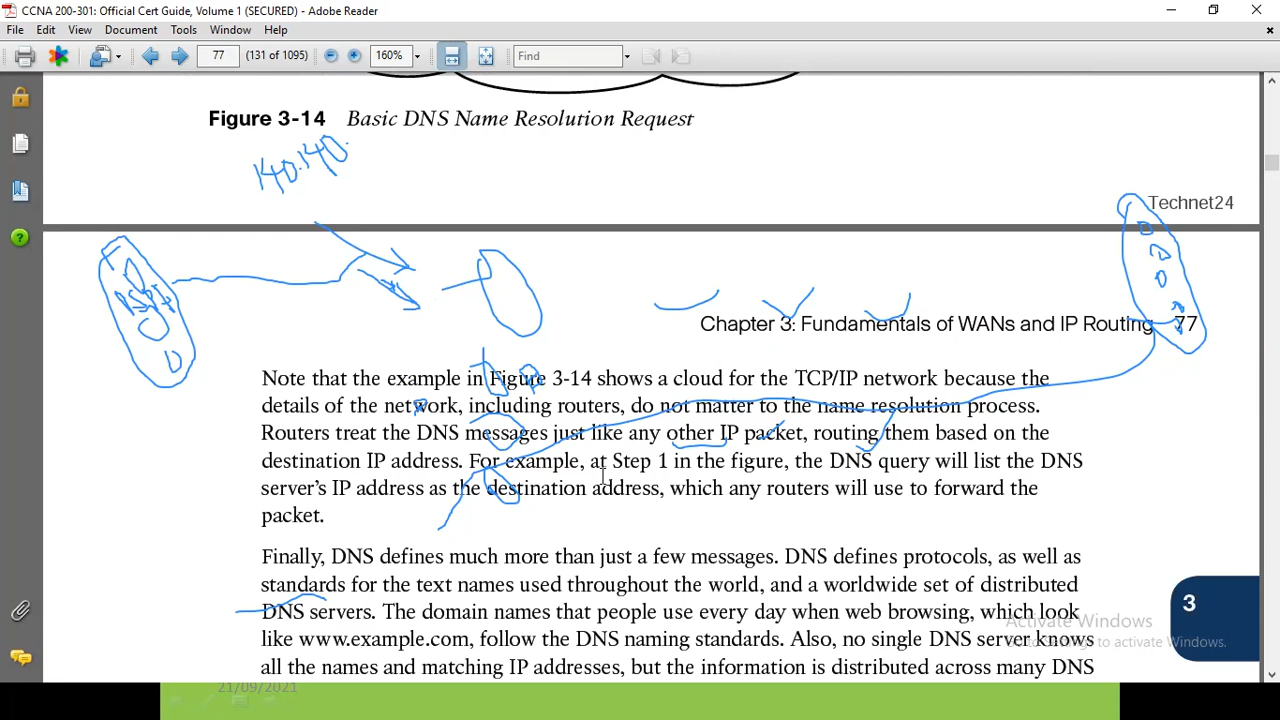 CCNA 200-301: Official Cert Guide, Volume 1 (SECURED) - Adobe Reader
File Edit View Document Tools Window Help
77 (131 of 1095) 160% Find
Figure 3-14 Basic DNS Name Resolution Request
140.140.
Technet24
Chapter 3: Fundamentals of WANs and IP Routing 77
Note that the example in Figure 3-14 shows a cloud for the TCP/IP network because the
details of the network, including routers, do not matter to the name resolution process.
Routers treat the DNS messages just like any other IP packet, routing them based on the
destination IP address. For example, at Step 1 in the figure, the DNS query will list the DNS
server's IP address as the destination address, which any routers will use to forward the
packet.
Finally, DNS defines much more than just a few messages. DNS defines protocols, as well as
standards for the text names used throughout the world, and a worldwide set of distributed
DNS servers. The domain names that people use every day when web browsing, which look
like www.example.com, follow the DNS naming standards. Also, no single DNS server knows
all the names and matching IP addresses, but the information is distributed across many DNS
3
Activate Windows
Go to Settings to activate Windows.
21/09/2021